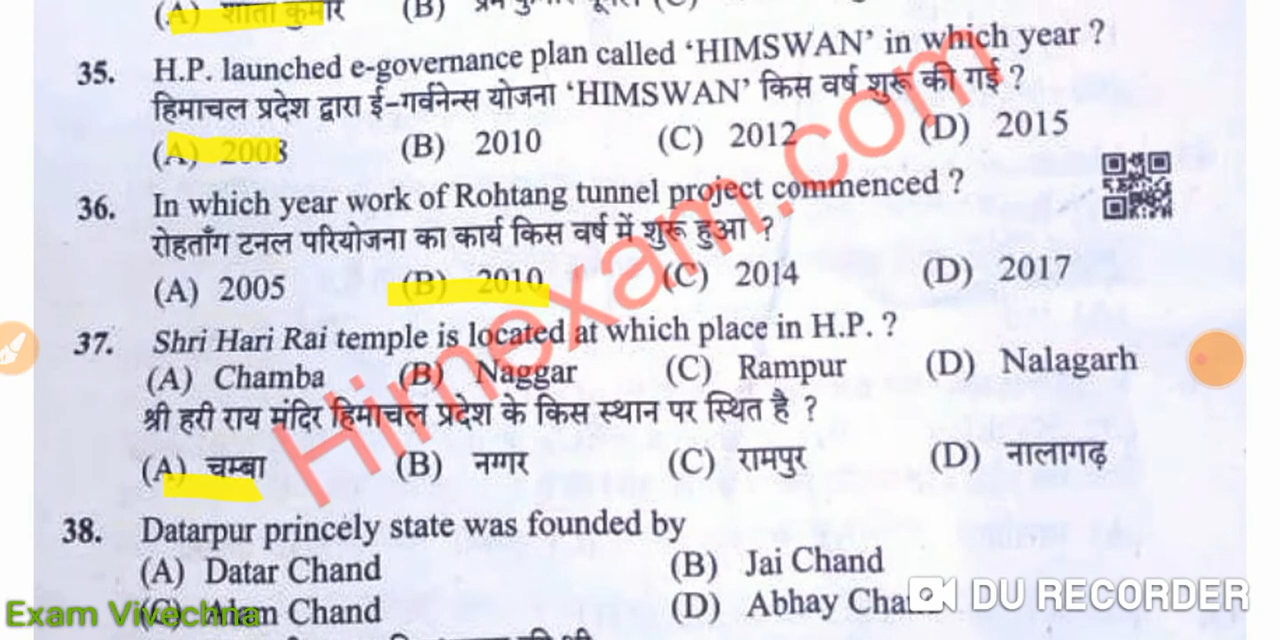 (A) शांता कुमार (B) प्रेम कुमार धूमल (C)
35. H.P. launched e-governance plan called ‘HIMSWAN’ in which year ?
हिमाचल प्रदेश द्वारा ई-गर्वनेन्स योजना ‘HIMSWAN’ किस वर्ष शुरू की गई ?
(A) 2008 (B) 2010 (C) 2012 (D) 2015
36. In which year work of Rohtang tunnel project commenced ?
रोहताँग टनल परियोजना का कार्य किस वर्ष में शुरू हुआ ?
(A) 2005 (B) 2010 (C) 2014 (D) 2017
37. Shri Hari Rai temple is located at which place in H.P. ?
(A) Chamba (B) Naggar (C) Rampur (D) Nalagarh
श्री हरी राय मंदिर हिमाचल प्रदेश के किस स्थान पर स्थित है ?
(A) चम्बा (B) नग्गर (C) रामपुर (D) नालागढ़
38. Datarpur princely state was founded by
(A) Datar Chand (B) Jai Chand
(C) Alam Chand (D) Abhay
Himexam.com
Exam Vivechna
DU RECORDER